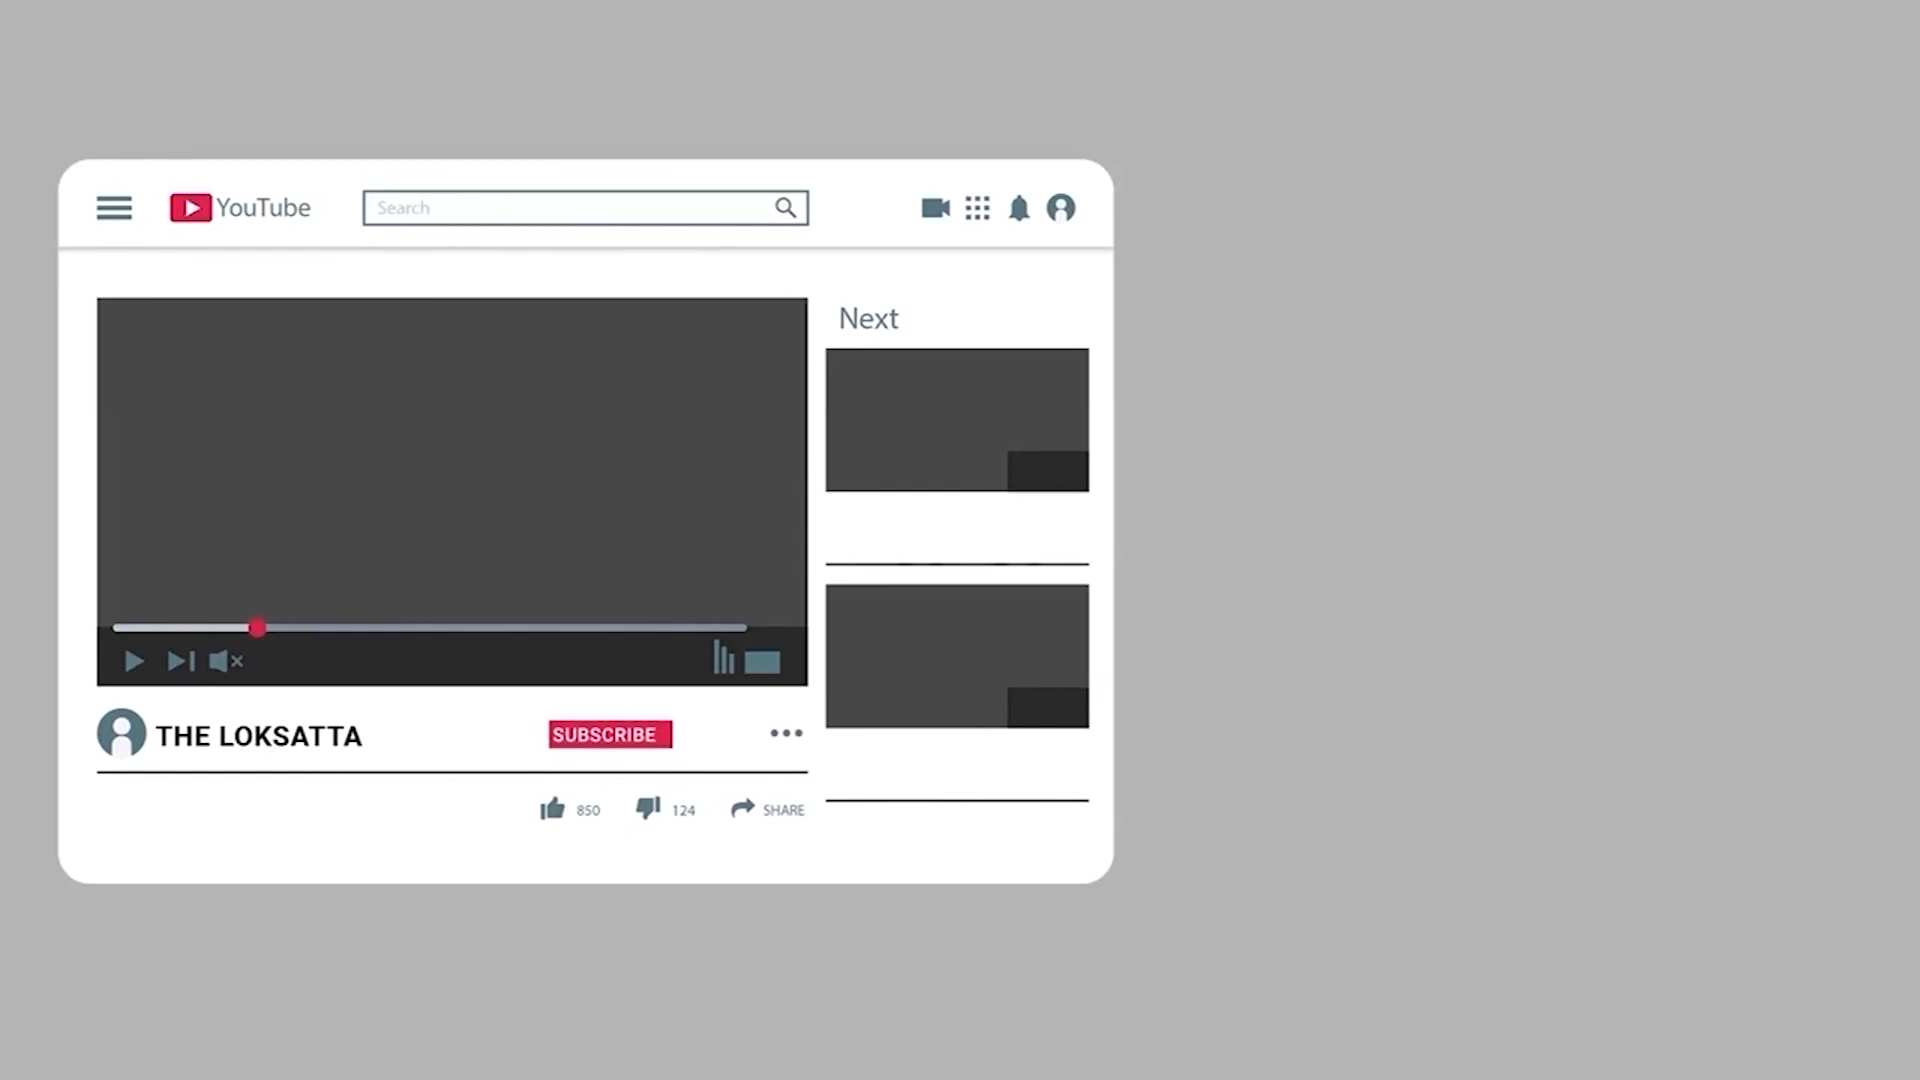 YouTube
Search
Next
THE LOKSATTA
SUBSCRIBE
850
124
SHARE